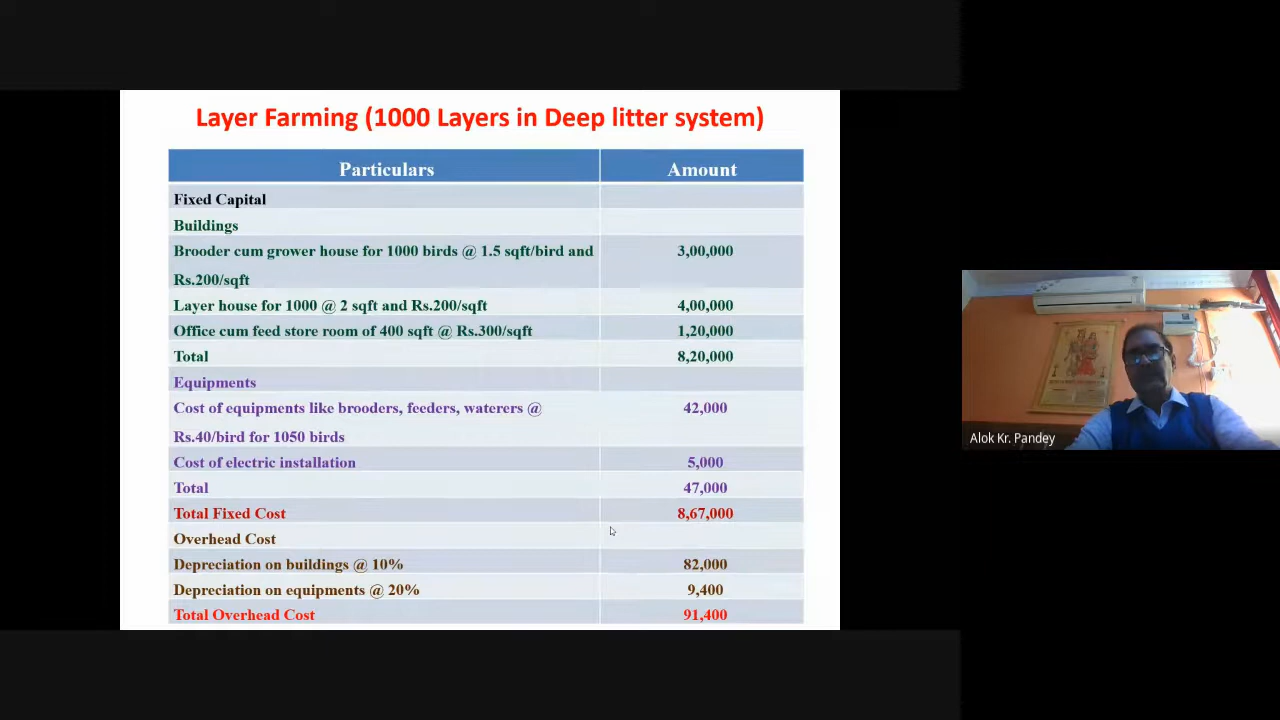 Layer Farming (1000 Layers in Deep litter system)
Particulars Amount
Fixed Capital
Buildings
Brooder cum grower house for 1000 birds @ 1.5 sqft/bird and 3,00,000
Rs.200/sqft
Layer house for 1000 @ 2 sqft and Rs.200/sqft 4,00,000
Office cum feed store room of 400 sqft @ Rs.300/sqft 1,20,000
Total 8,20,000
Equipments
Cost of equipments like brooders, feeders, waterers @ 42,000
Rs.40/bird for 1050 birds
Cost of electric installation 5,000
Total 47,000
Total Fixed Cost 8,67,000
Overhead Cost
Depreciation on buildings @ 10% 82,000
Depreciation on equipments @ 20% 9,400
Total Overhead Cost 91,400
Alok Kr. Pandey